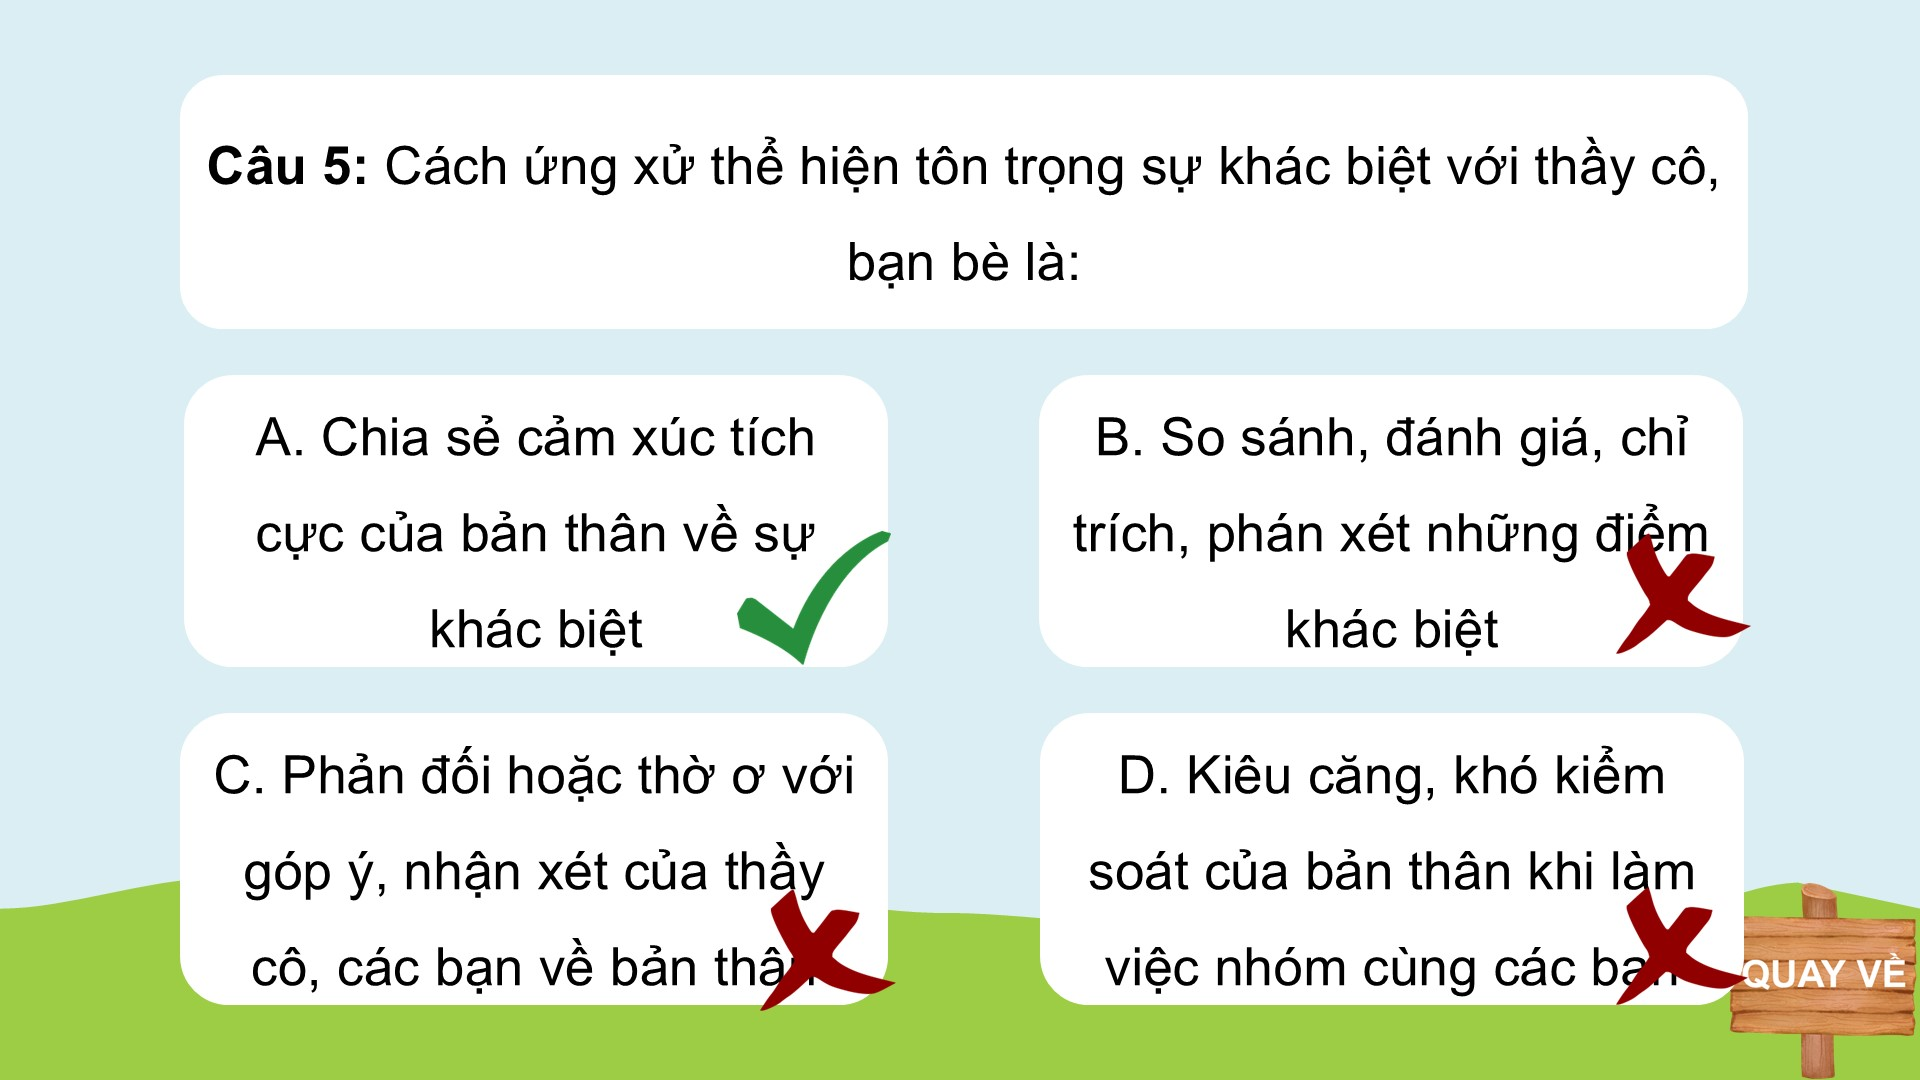 Câu 5: Cách ứng xử thể hiện tôn trọng sự khác biệt với thầy cô,
bạn bè là:
A. Chia sẻ cảm xúc tích
cực của bản thân về sự
khác biệt
B. So sánh, đánh giá, chỉ
trích, phán xét những điểm
khác biệt
C. Phản đối hoặc thờ ơ với
góp ý, nhận xét của thầy
cô, các bạn về bản thân
D. Kiêu căng, khó kiểm
soát của bản thân khi làm
việc nhóm cùng các bạn
QUAY VỀ